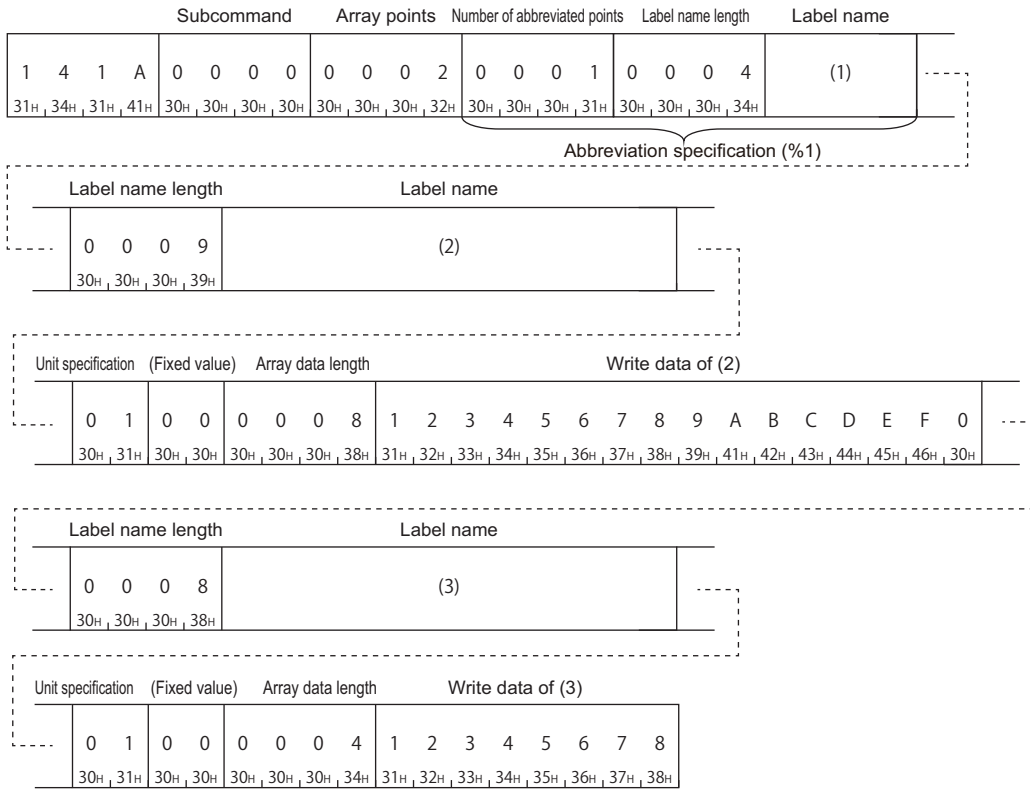 Subcommand Array points Number of abbreviated points Label name length Label name
1 4 1 A 0 0 0 0 0 0 0 2 0 0 0 1 0 0 0 4 (1)
31H 34H 31H 41H 30H 30H 30H 30H 30H 30H 30H 32H 30H 30H 30H 31H 30H 30H 30H 34H
Abbreviation specification (%1)
Label name length Label name
0 0 0 9 (2)
30H 30H 30H 39H
Unit specification (Fixed value) Array data length Write data of (2)
0 1 0 0 0 0 0 8 1 2 3 4 5 6 7 8 9 A B C D E F 0
30H 31H 30H 30H 30H 30H 30H 38H 31H 32H 33H 34H 35H 36H 37H 38H 39H 41H 42H 43H 44H 45H 46H 30H
Label name length Label name
0 0 0 8 (3)
30H 30H 30H 38H
Unit specification (Fixed value) Array data length Write data of (3)
0 1 0 0 0 0 0 4 1 2 3 4 5 6 7 8
30H 31H 30H 30H 30H 30H 30H 34H 31H 32H 33H 34H 35H 36H 37H 38H